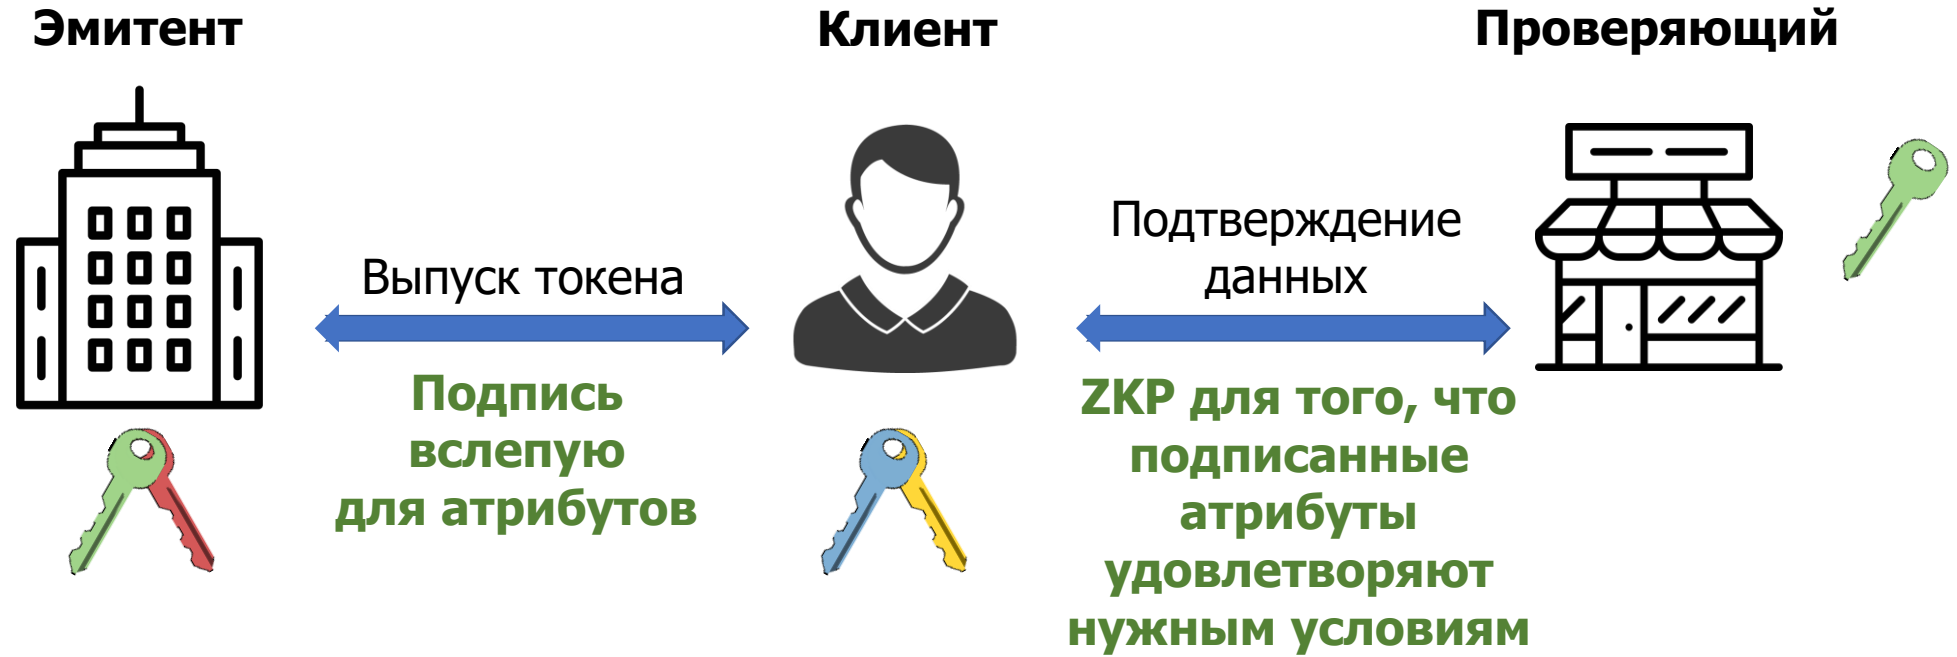 Эмитент
Клиент
Проверяющий
Выпуск токена
Подпись
вслепую
для атрибутов
Подтверждение
данных
ZKP для того, что
подписанные
атрибуты
удовлетворяют
нужным условиям